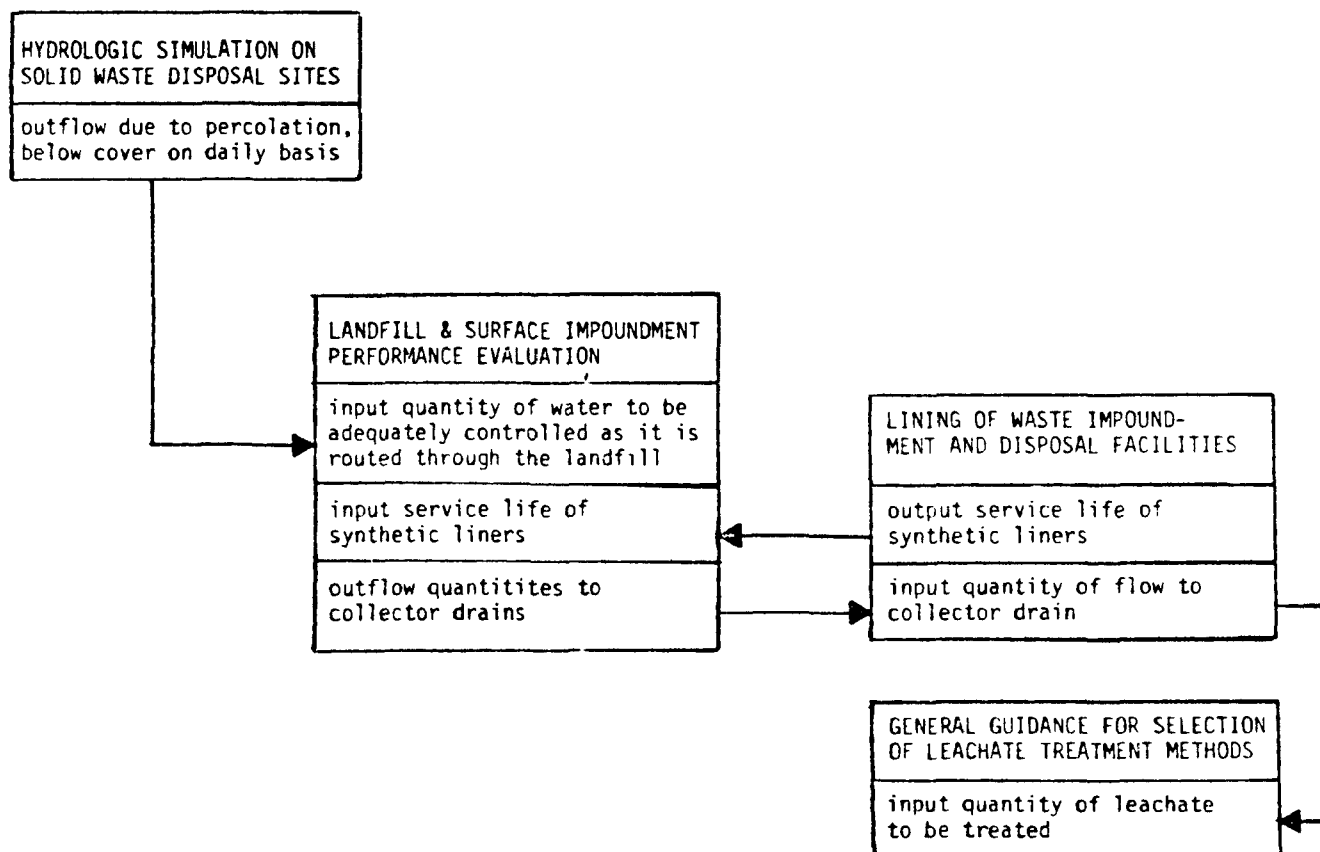 HYDROLOGIC SIMULATION ON
SOLID WASTE DISPOSAL SITES
outflow due to percolation,
below cover on daily basis
LANDFILL & SURFACE IMPOUNDMENT
PERFORMANCE EVALUATION
input quantity of water to be
adequately controlled as it is
routed through the landfill
input service life of
synthetic liners
outflow quantitites to
collector drains
LINING OF WASTE IMPOUND-
MENT AND DISPOSAL FACILITIES
output service life of
synthetic liners
input quantity of flow to
collector drain
GENERAL GUIDANCE FOR SELECTION
OF LEACHATE TREATMENT METHODS
input quantity of leachate
to be treated